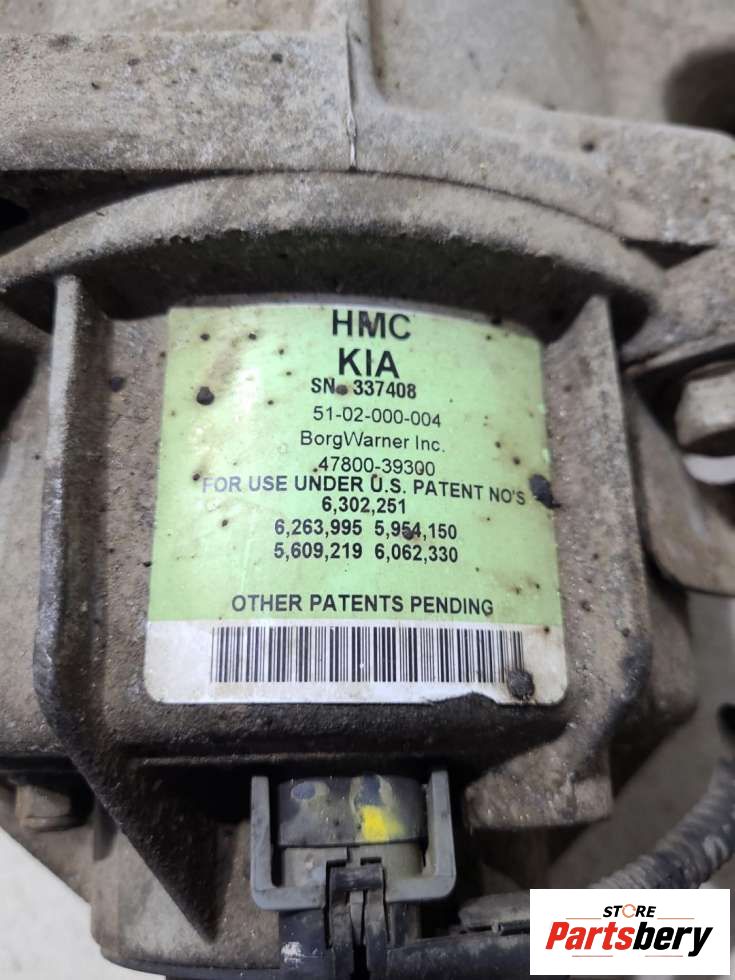 HMC
KIA
SN 337408
51-02-000-004
BorgWarner Inc.
47800-39300
FOR USE UNDER U.S. PATENT NO'S
6,302,251
6,263,995 5,954,150
5,609,219 6,062,330
OTHER PATENTS PENDING
STORE
Partsbery